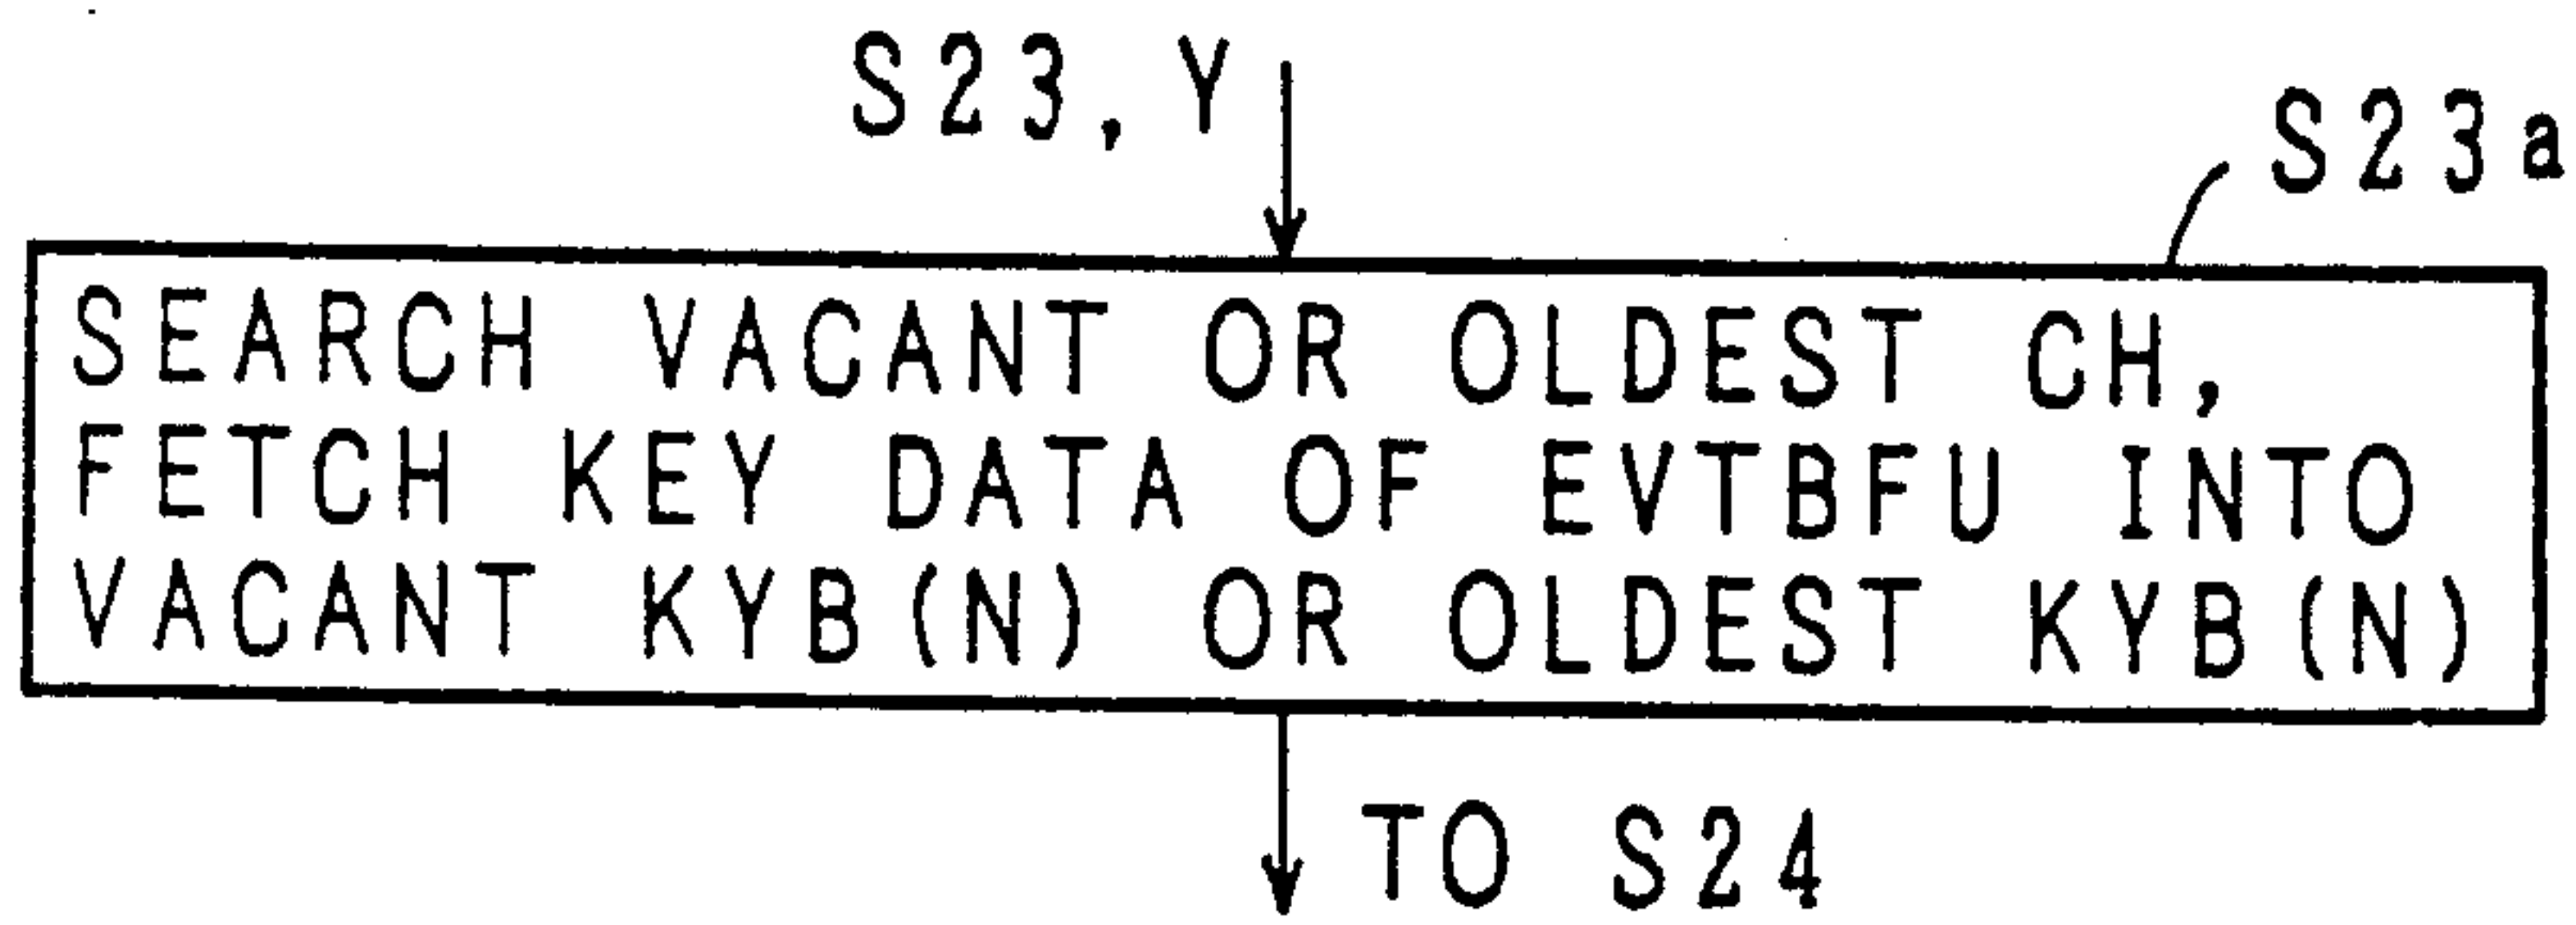 S23,Y
S23a
SEARCH VACANT OR OLDEST CH,
FETCH KEY DATA OF EVTBFU INTO
VACANT KYB(N) OR OLDEST KYB(N)
TO S24